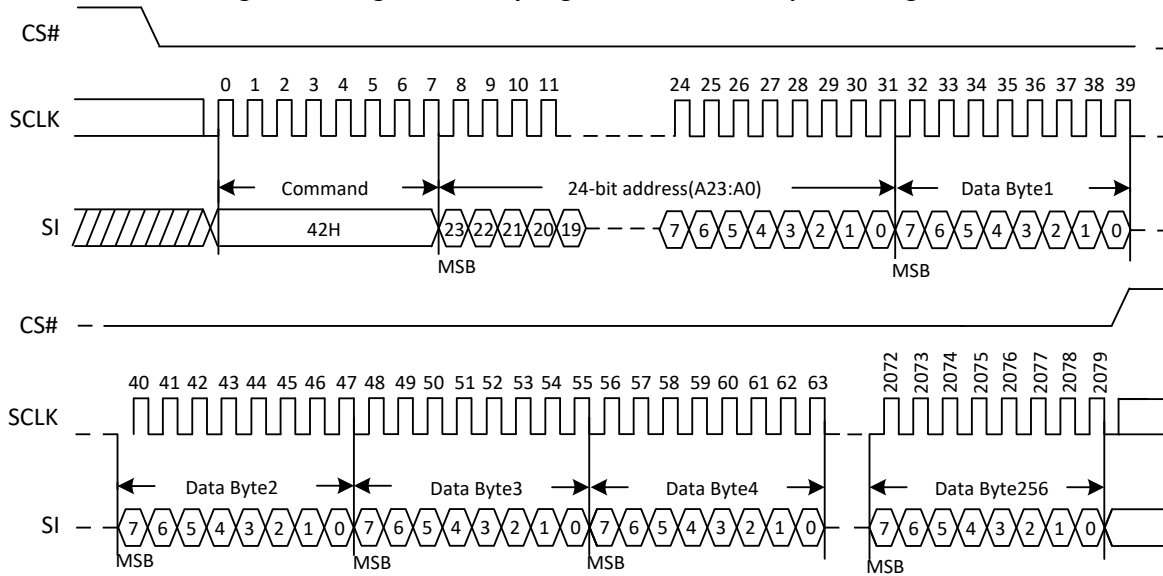 CS#
0 1 2 3 4 5 6 7 8 9 10 11 24 25 26 27 28 29 30 31 32 33 34 35 36 37 38 39
SCLK
Command 24-bit address(A23:A0) Data Byte1
SI 42H 23 22 21 20 19 7 6 5 4 3 2 1 0 7 6 5 4 3 2 1 0
MSB MSB
CS#
40 41 42 43 44 45 46 47 48 49 50 51 52 53 54 55 56 57 58 59 60 61 62 63 2072 2073 2074 2075 2076 2077 2078 2079
SCLK
Data Byte2 Data Byte3 Data Byte4 Data Byte256
SI 7 6 5 4 3 2 1 0 7 6 5 4 3 2 1 0 7 6 5 4 3 2 1 0 7 6 5 4 3 2 1 0
MSB MSB MSB MSB